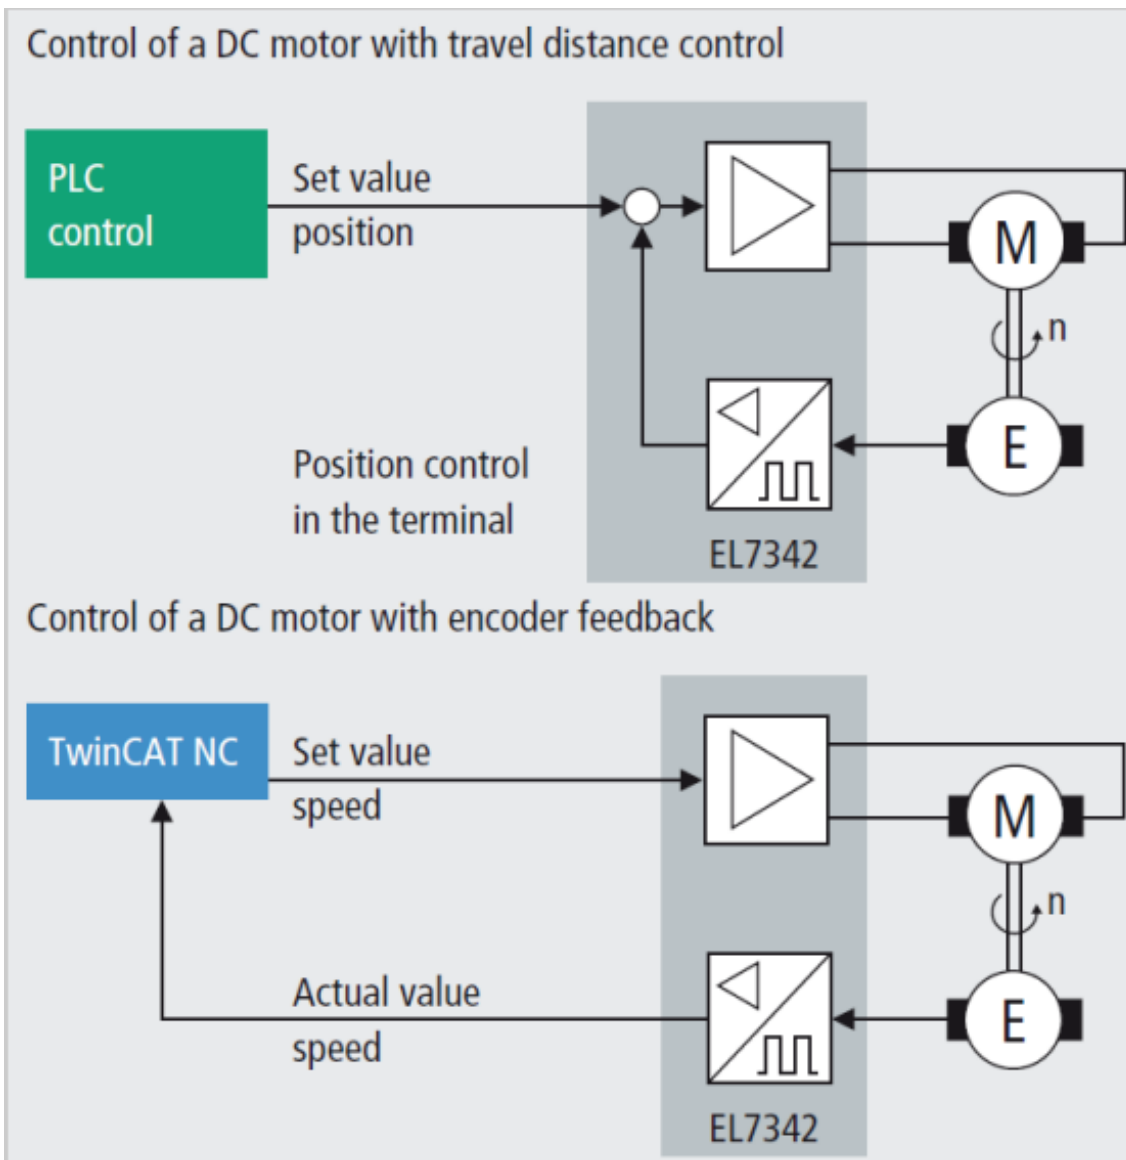 Control of a DC motor with travel distance control
PLC
control
Set value
position
M
n
E
Position control
in the terminal
EL7342
Control of a DC motor with encoder feedback
TwinCAT NC
Set value
speed
M
n
E
Actual value
speed
EL7342